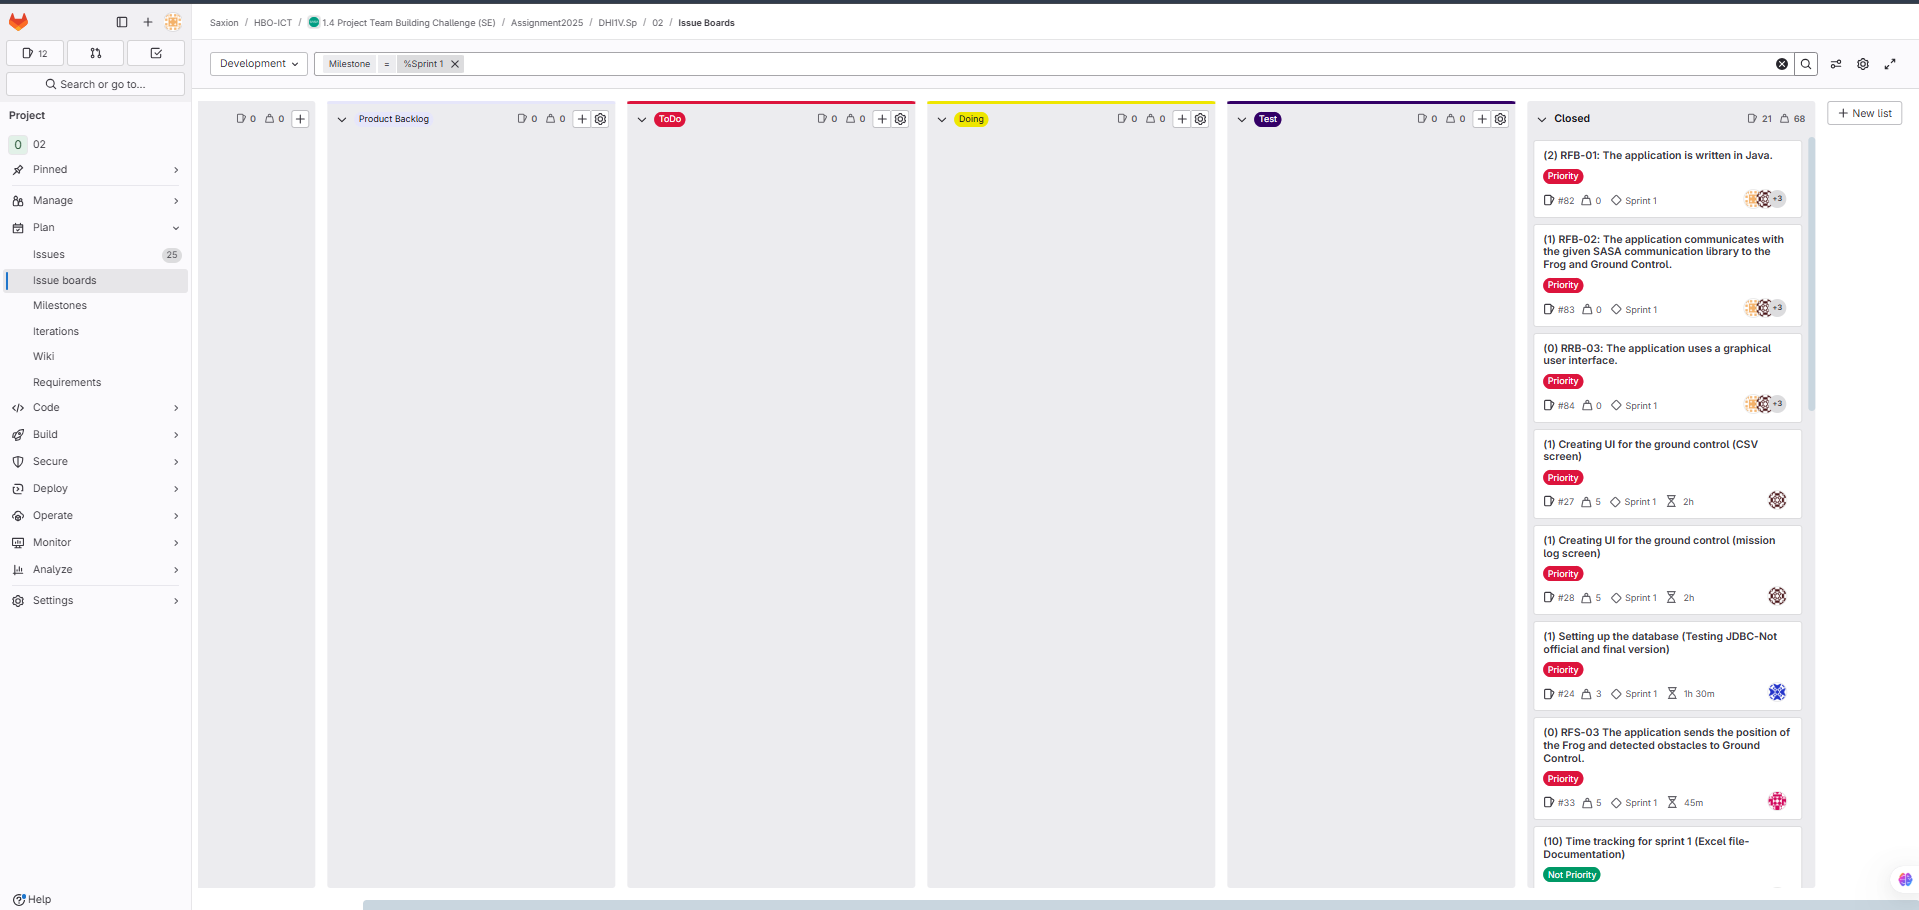 Saxion / HBO-ICT / 1.4 Project Team Building Challenge (SE) / Assignment2025 / DHI1V.Sp / 02 / Issue Boards
12
Search or go to...
Project
O 02
Pinned
Manage
Plan
Issues 25
Issue boards
Milestones
Iterations
Wiki
Requirements
Code
Build
Secure
Deploy
Operate
Monitor
Analyze
Settings
Help
Development
Milestone = %Sprint 1
0 0
Product Backlog 0 0
ToDo 0 0
Doing 0 0
Test 0 0
Closed 21 68
New list
(2) RFB-01: The application is written in Java.
Priority
#82 0 Sprint 1 +3
(1) RFB-02: The application communicates with
the given SASA communication library to the
Frog and Ground Control.
Priority
#83 0 Sprint 1 +3
(0) RRB-03: The application uses a graphical
user interface.
Priority
#84 0 Sprint 1 +3
(1) Creating UI for the ground control (CSV
screen)
Priority
#27 5 Sprint 1 2h
(1) Creating UI for the ground control (mission
log screen)
Priority
#28 5 Sprint 1 2h
(1) Setting up the database (Testing JDBC-Not
official and final version)
Priority
#24 3 Sprint 1 1h 30m
(0) RFS-03 The application sends the position of
the Frog and detected obstacles to Ground
Control.
Priority
#33 5 Sprint 1 45m
(10) Time tracking for sprint 1 (Excel file-
Documentation)
Not Priority